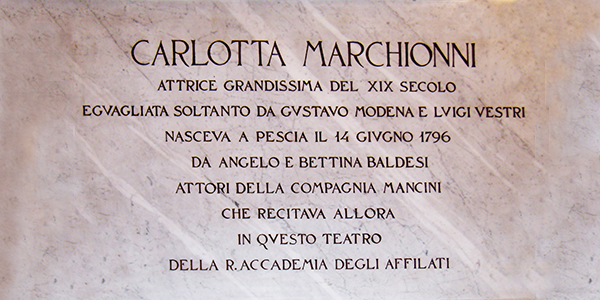 CARLOTTA MARCHIONNI
ATTRICE GRANDISSIMA DEL XIX SECOLO
EGVAGLIATA SOLTANTO DA GVSTAVO MODENA E LVIGI VESTRI
NASCEVA A PESCIA IL 14 GIVGNO 1796
DA ANGELO E BETTINA BALDESI
ATTORI DELLA COMPAGNIA MANCINI
CHE RECITAVA ALLORA
IN QVESTO TEATRO
DELLA R. ACCADEMIA DEGLI AFFILATI